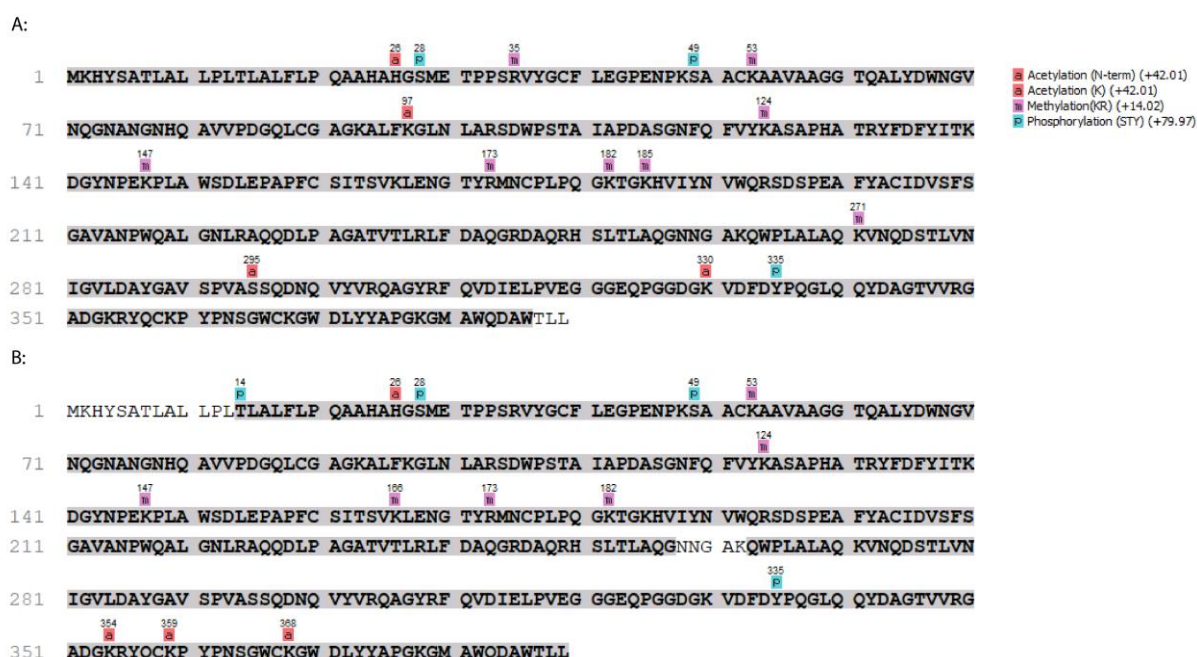 A:
26 28 35 49 53
a p m p m
1 MKHYSATLAL LPLTLALFLP QAAHAHGSME TPPSRVYGCF LEGPENPKSA ACKAAVAAGG TQALYDWNGV
97 124
a m
71 NQGNANGNHQ AVVPDGQLCG AGKALFKGLN LARSDWPSTA IAPDASGNFQ FVYKASAPHA TRYFDFYITK
147 173 182 185
m m m m
141 DGYNPEKPLA WSDLEPAPFC SITSVKLENG TYRMNCPLPQ GKTGKHVIYN VWQRSDSPEA FYACIDVSFS
271
m
211 GAVANPWQAL GNLRAQQDLP AGATVTLRLF DAQGRDAQRH SLTLAQGNNG AKQWPLALAQ KVNQDSTLVN
295 330 335
a a p
281 IGVLDAYGAV SPVASSQDNQ VYVRQAGYRF QVDIELPVEG GGEQPGGDGK VDFDYPQGLQ QYDAGTVVRG
351 ADGKRYQCKP YPNSGWCKGW DLYYAPGKGM AWQDAWTLL
a Acetylation (N-term) (+42.01)
a Acetylation (K) (+42.01)
m Methylation(KR) (+14.02)
p Phosphorylation (STY) (+79.97)
B:
14 26 28 49 53
p a p p m
1 MKHYSATLAL LPLTLALFLP QAAHAHGSME TPPSRVYGCF LEGPENPKSA ACKAAVAAGG TQALYDWNGV
124
m
71 NQGNANGNHQ AVVPDGQLCG AGKALFKGLN LARSDWPSTA IAPDASGNFQ FVYKASAPHA TRYFDFYITK
147 166 173 182
m m m m
141 DGYNPEKPLA WSDLEPAPFC SITSVKLENG TYRMNCPLPQ GKTGKHVIYN VWQRSDSPEA FYACIDVSFS
211 GAVANPWQAL GNLRAQQDLP AGATVTLRLF DAQGRDAQRH SLTLAQGNNG AKQWPLALAQ KVNQDSTLVN
335
p
281 IGVLDAYGAV SPVASSQDNQ VYVRQAGYRF QVDIELPVEG GGEQPGGDGK VDFDYPQGLQ QYDAGTVVRG
354 359 368
a a a
351 ADGKRYQCKP YPNSGWCKGW DLYYAPGKGM AWQDAWTLL